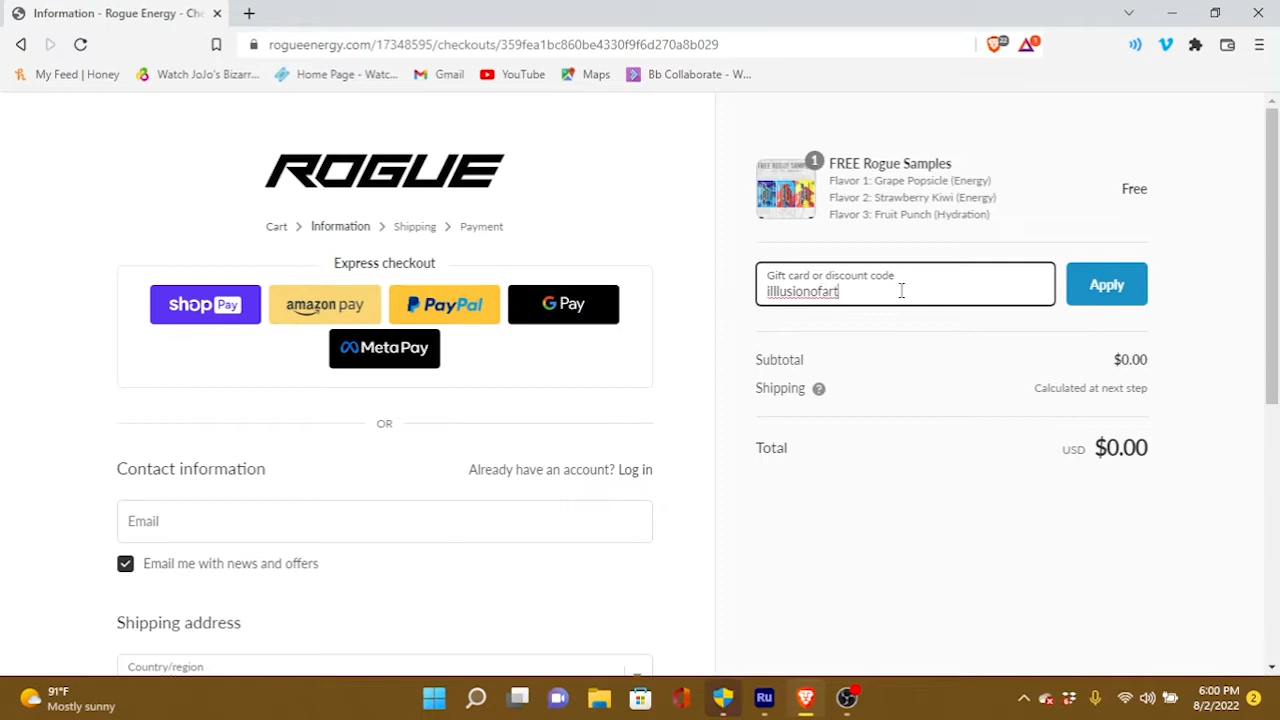 Information - Rogue Energy - Che
rogueenergy.com/17348595/checkouts/359fea1bc860be4330f9f6d270a8b029
22
1
My Feed | Honey
Watch JoJo's Bizarr...
Home Page - Watc...
Gmail
YouTube
Maps
Bb Collaborate - W...
ROGUE
Cart > Information > Shipping > Payment
Express checkout
shop Pay
amazon pay
PayPal
G Pay
Meta Pay
OR
Contact information
Already have an account? Log in
Email
Email me with news and offers
Shipping address
Country/region
1
FREE Rogue Samples
Flavor 1: Grape Popsicle (Energy)
Flavor 2: Strawberry Kiwi (Energy)
Flavor 3: Fruit Punch (Hydration)
Free
Gift card or discount code
illlusionofart
Apply
Subtotal
$0.00
Shipping ?
Calculated at next step
Total
USD $0.00
91°F
Mostly sunny
Ru
6:00 PM
8/2/2022
2